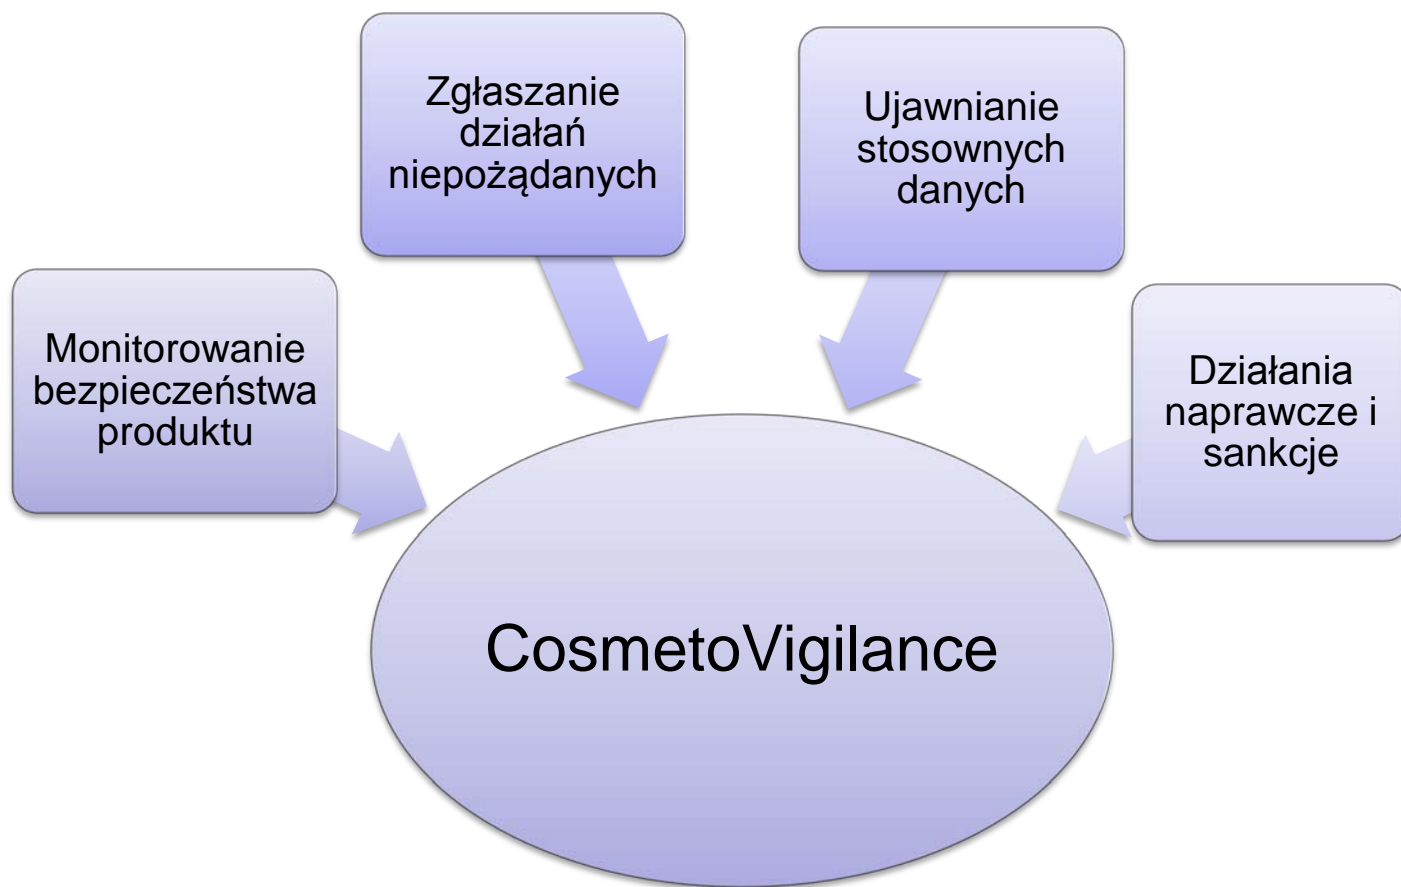 Zgłaszanie
działań
niepożądanych
Ujawnianie
stosownych
danych
Monitorowanie
bezpieczeństwa
produktu
Działania
naprawcze i
sankcje
CosmetoVigilance